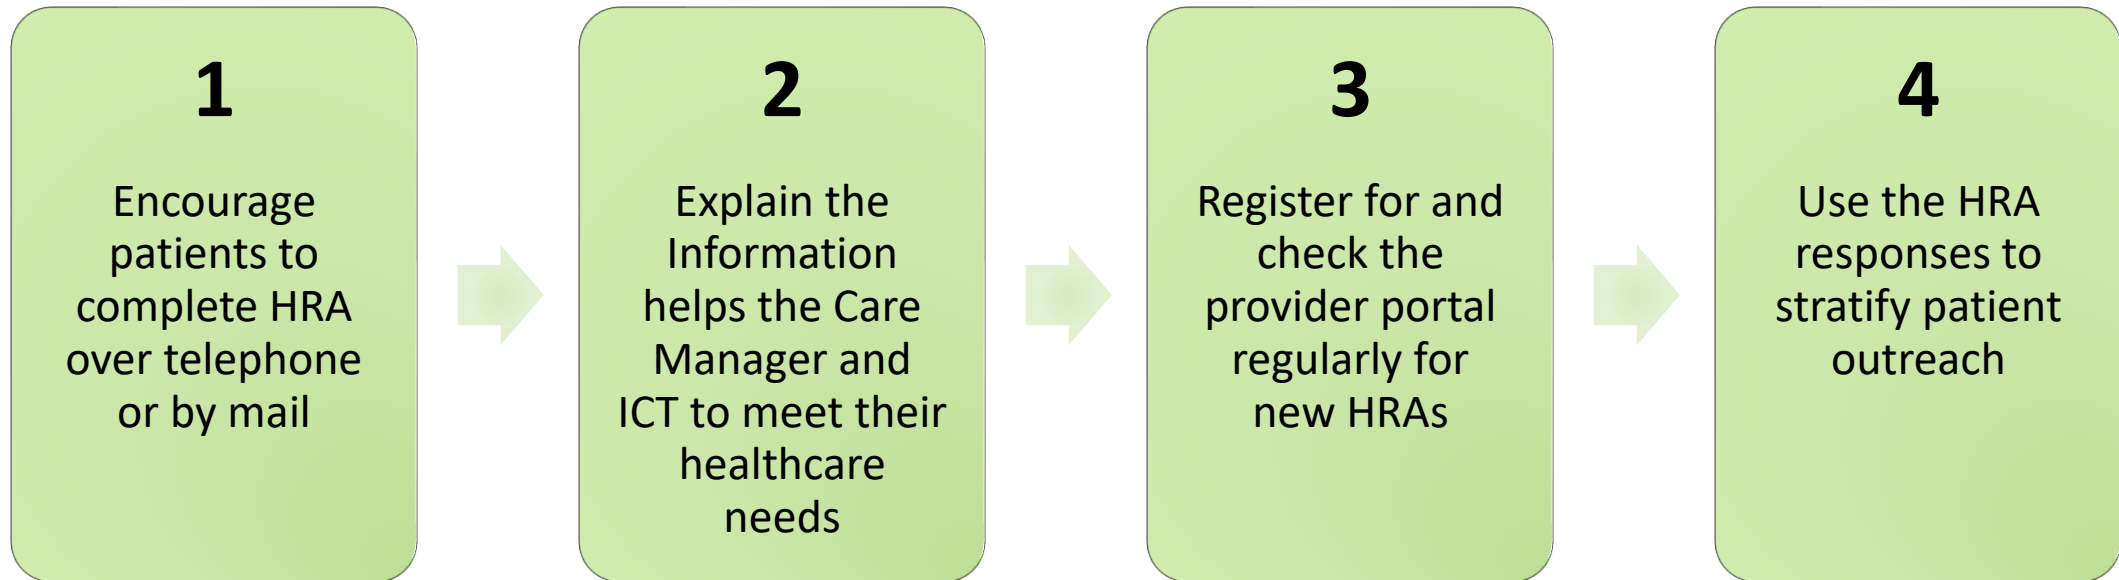 1
Encourage
patients to
complete HRA
over telephone
or by mail
2
Explain the
Information
helps the Care
Manager and
ICT to meet their
healthcare
needs
3
Register for and
check the
provider portal
regularly for
new HRAs
4
Use the HRA
responses to
stratify patient
outreach